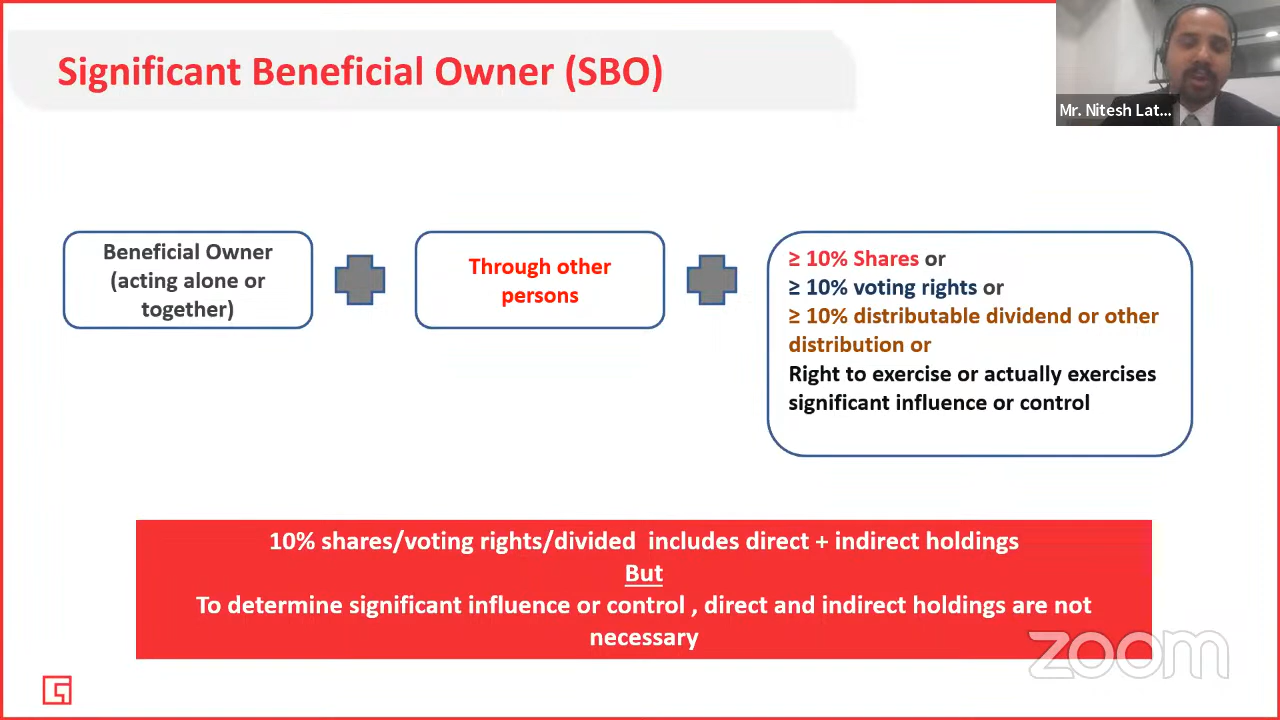 Significant Beneficial Owner (SBO)
Mr. Nitesh Lat...
Beneficial Owner
(acting alone or
together)
Through other
persons
≥ 10% Shares or
≥ 10% voting rights or
≥ 10% distributable dividend or other
distribution or
Right to exercise or actually exercises
significant influence or control
10% shares/voting rights/divided includes direct + indirect holdings
But
To determine significant influence or control , direct and indirect holdings are not
necessary
zoom